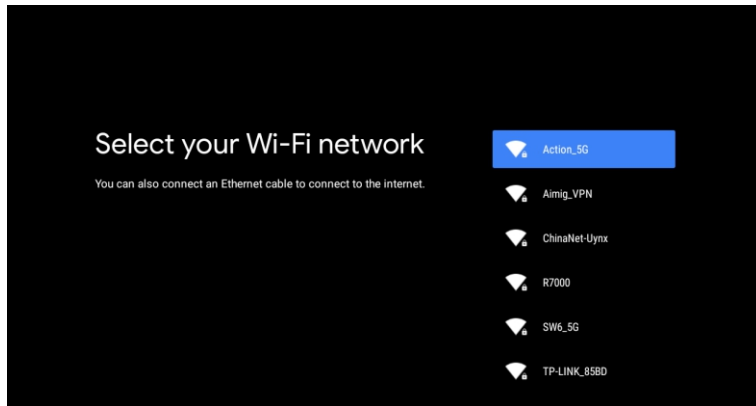 Select your Wi-Fi network
You can also connect an Ethernet cable to connect to the internet.
Action_5G
Aimig_VPN
ChinaNet-Uynx
R7000
SW6_5G
TP-LINK_85BD